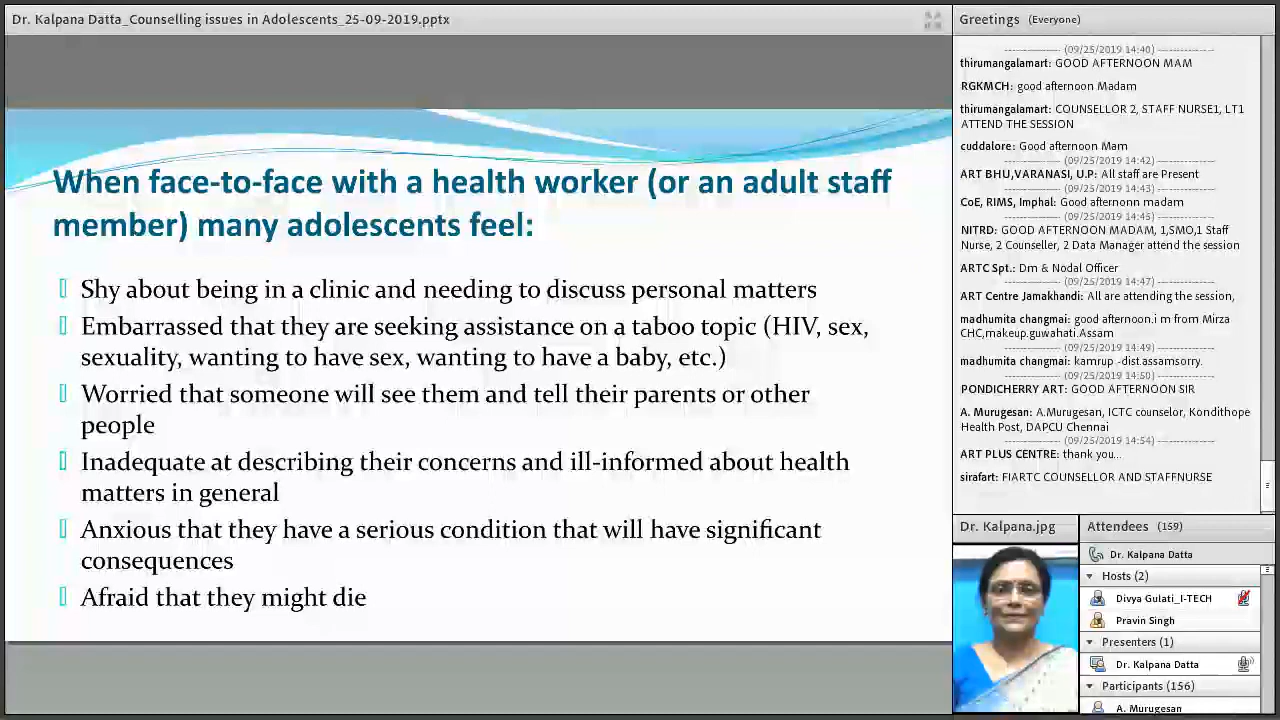 Dr. Kalpana Datta_Counselling issues in Adolescents_25-09-2019.pptx
When face-to-face with a health worker (or an adult staff
member) many adolescents feel:
Shy about being in a clinic and needing to discuss personal matters
Embarrassed that they are seeking assistance on a taboo topic (HIV, sex,
sexuality, wanting to have sex, wanting to have a baby, etc.)
Worried that someone will see them and tell their parents or other
people
Inadequate at describing their concerns and ill-informed about health
matters in general
Anxious that they have a serious condition that will have significant
consequences
Afraid that they might die
Greetings (Everyone)
---------------- (09/25/2019 14:40) ----------------
thirumangalamart: GOOD AFTERNOON MAM
RGKMCH: good afternoon Madam
thirumangalamart: COUNSELLOR 2, STAFF NURSE1, LT1
ATTEND THE SESSION
cuddalore: Good afternoon Mam
---------------- (09/25/2019 14:42) ----------------
ART BHU,VARANASI, U.P: All staff are Present
---------------- (09/25/2019 14:43) ----------------
CoE, RIMS, Imphal: Good afternonn madam
---------------- (09/25/2019 14:45) ----------------
NITRD: GOOD AFTERNOON MADAM, 1,SMO,1 Staff
Nurse, 2 Counseller, 2 Data Manager attend the session
ARTC Spt.: Dm & Nodal Officer
---------------- (09/25/2019 14:47) ----------------
ART Centre Jamakhandi: All are attending the session,
madhumita changmai: good afternoon.i m from Mirza
CHC,makeup.guwahati.Assam
---------------- (09/25/2019 14:49) ----------------
madhumita changmai: kamrup -dist assamsorry.
---------------- (09/25/2019 14:50) ----------------
PONDICHERRY ART: GOOD AFTERNOON SIR
A. Murugesan: A.Murugesan, ICTC counselor, Kondithope
Health Post, DAPCU Chennai
---------------- (09/25/2019 14:54) ----------------
ART PLUS CENTRE: thank you...
sirafart: FIARTC COUNSELLOR AND STAFFNURSE
Dr. Kalpana.jpg
Attendees (159)
Dr. Kalpana Datta
Hosts (2)
Divya Gulati_I-TECH
Pravin Singh
Presenters (1)
Dr. Kalpana Datta
Participants (156)
A. Murugesan